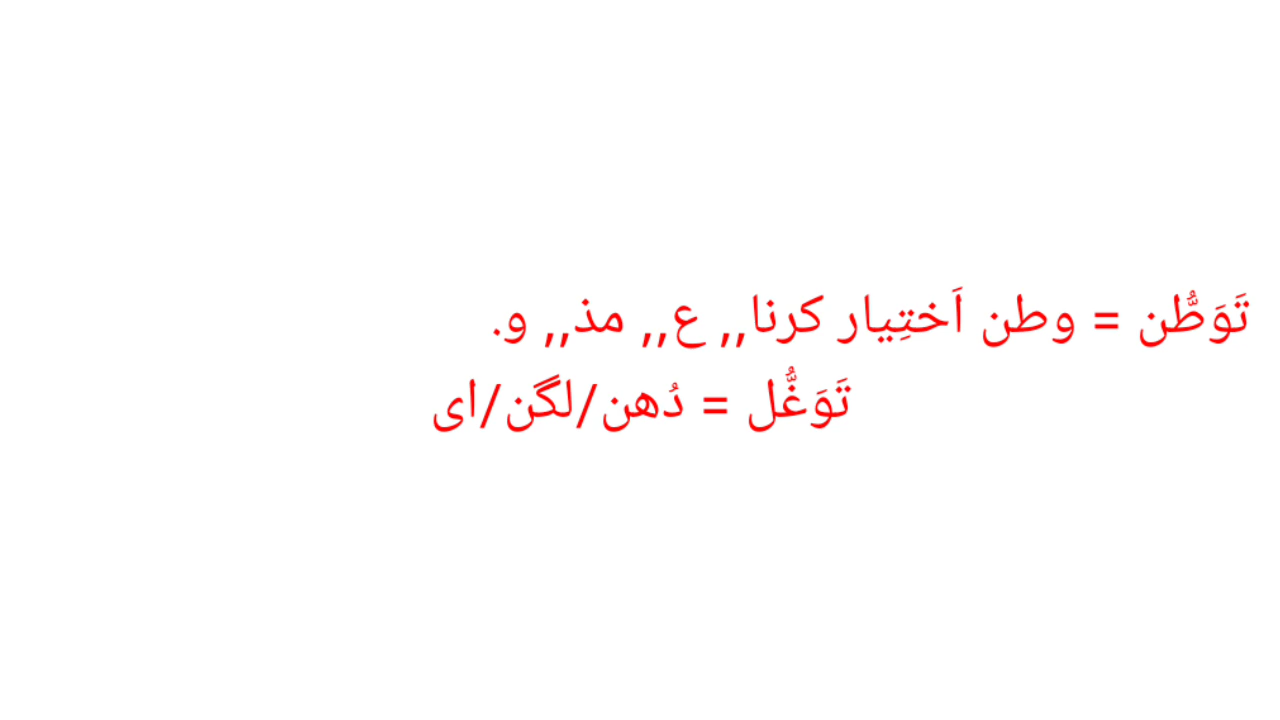 تَوَطُّن = وطن اَختِیار کرنا,, ع,, مذ,, و.
تَوَغُّل = دُھن/لگن/ای